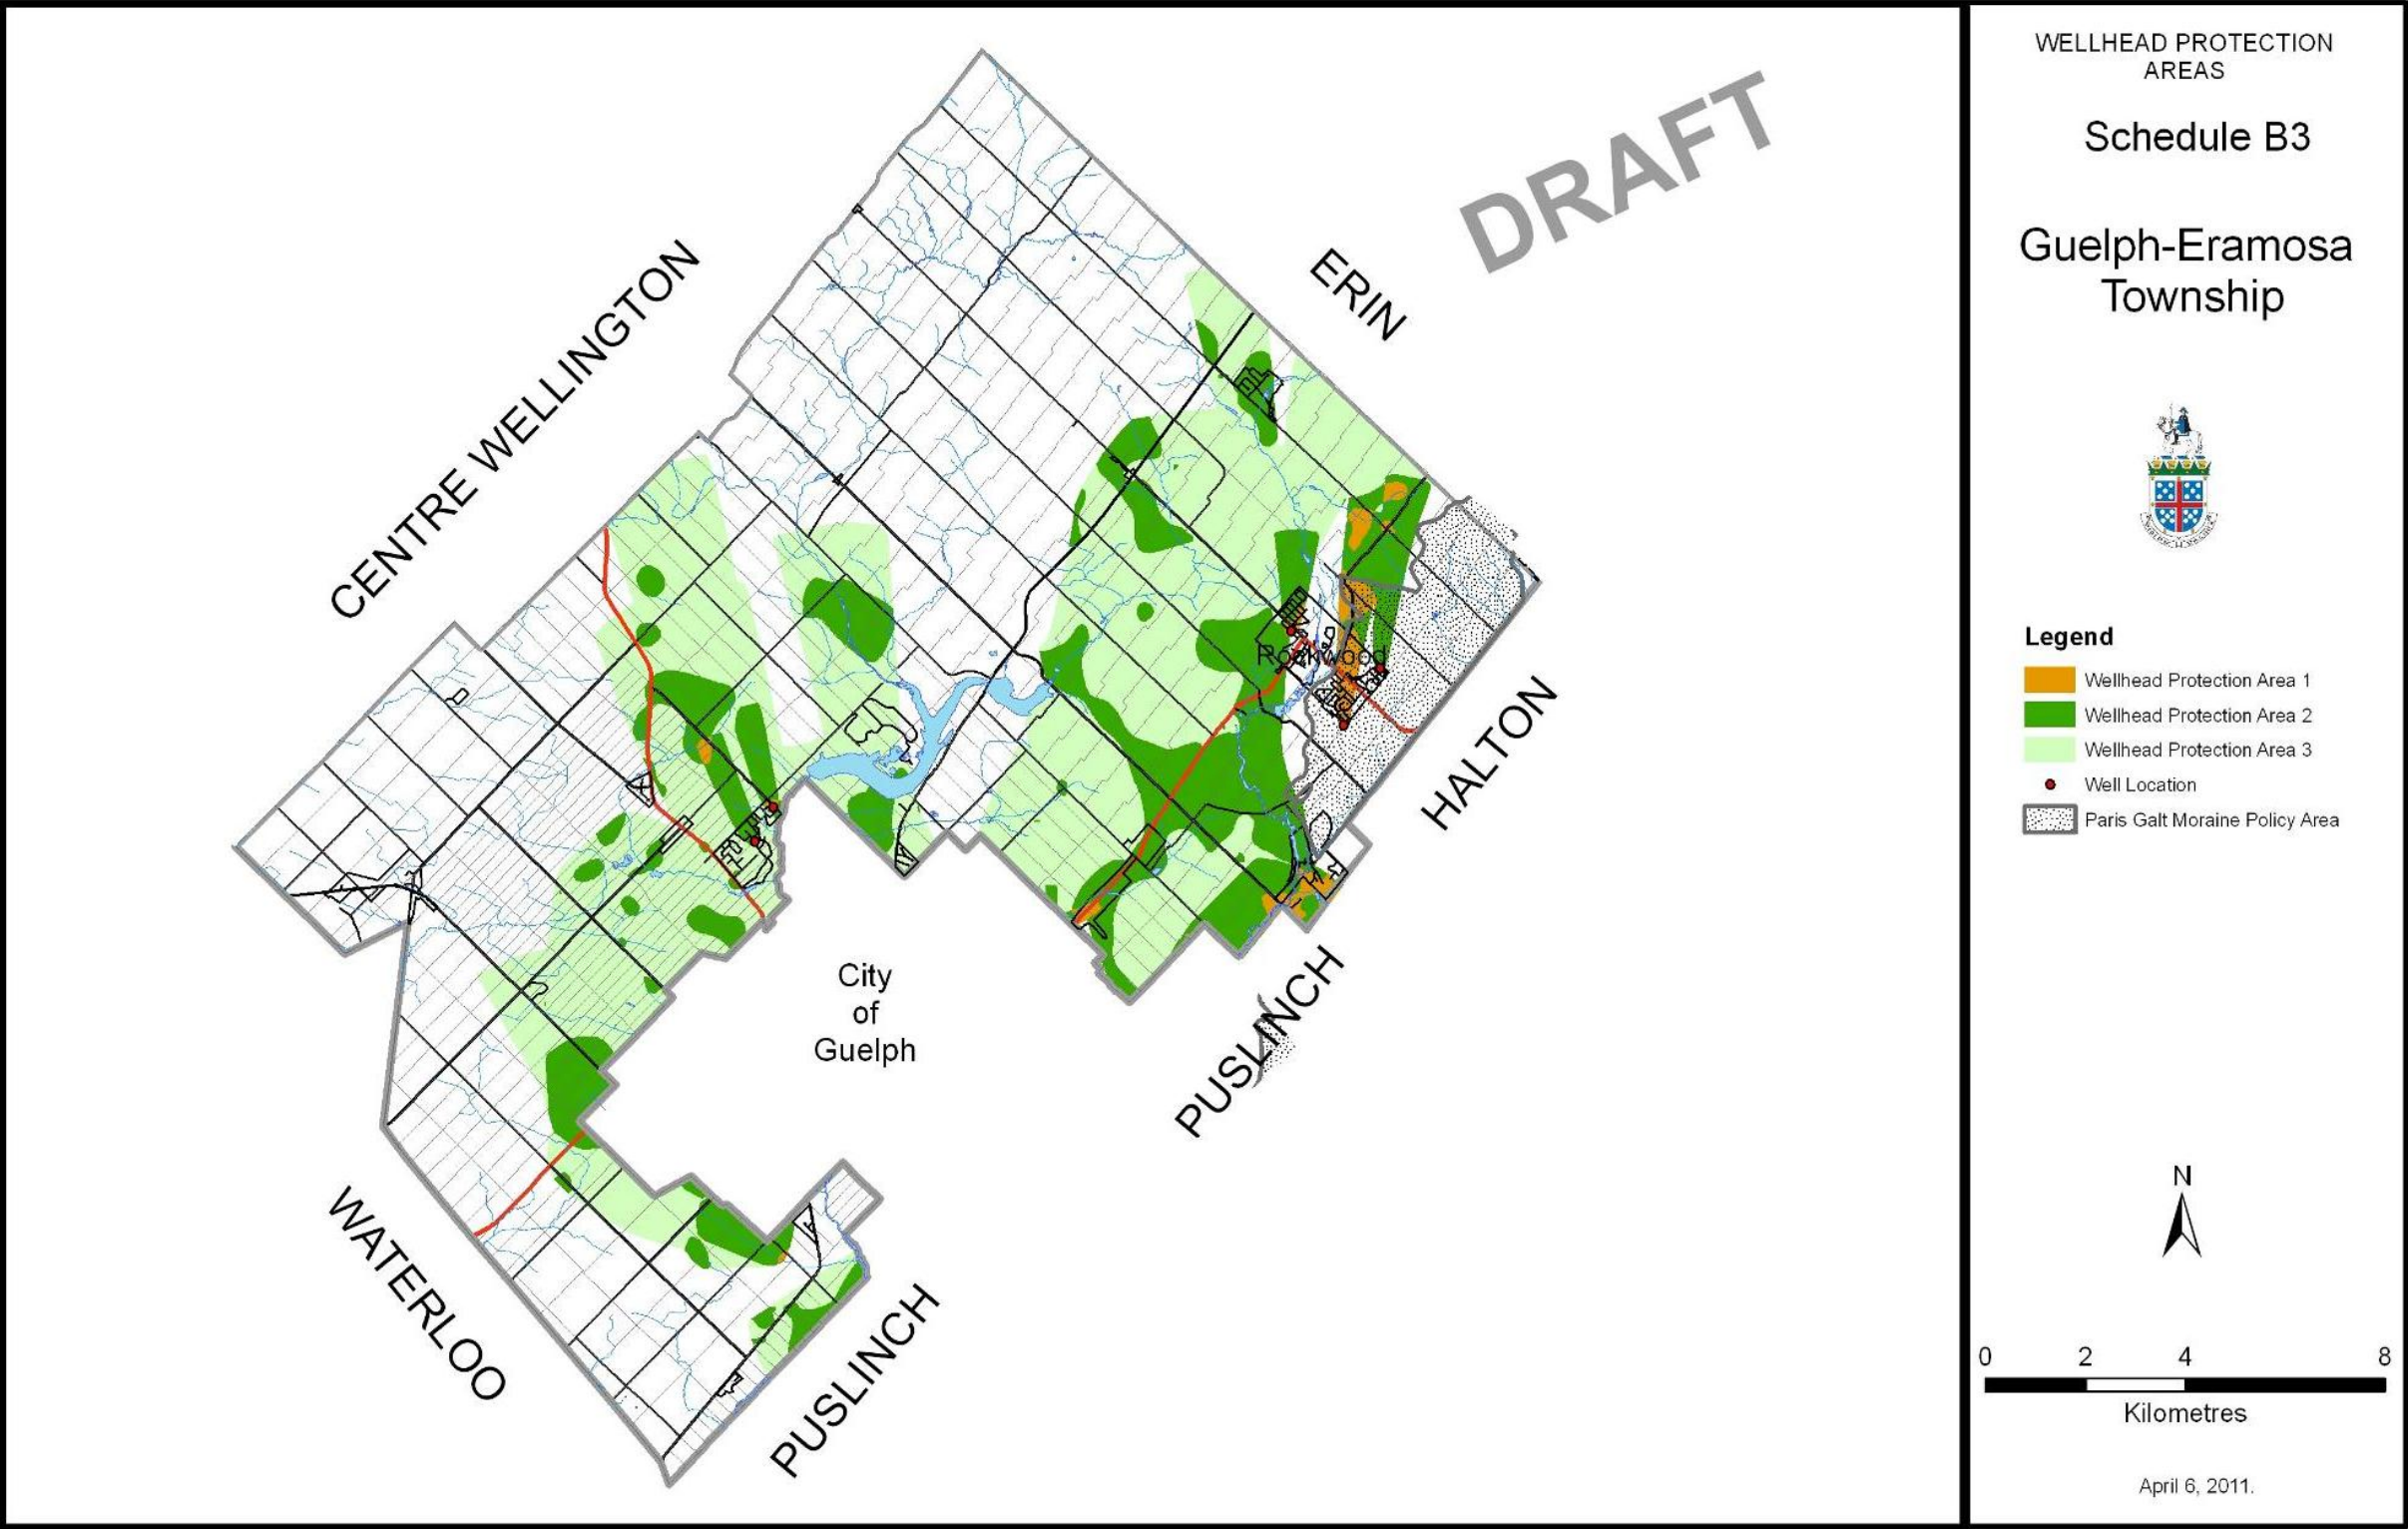 DRAFT
CENTRE WELLINGTON
ERIN
Rockwood
HALTON
City
of
Guelph
PUSLINCH
WATERLOO
PUSLINCH
WELLHEAD PROTECTION
AREAS
Schedule B3
Guelph-Eramosa
Township
Legend
Wellhead Protection Area 1
Wellhead Protection Area 2
Wellhead Protection Area 3
Well Location
Paris Galt Moraine Policy Area
N
0 2 4 8
Kilometres
April 6, 2011.